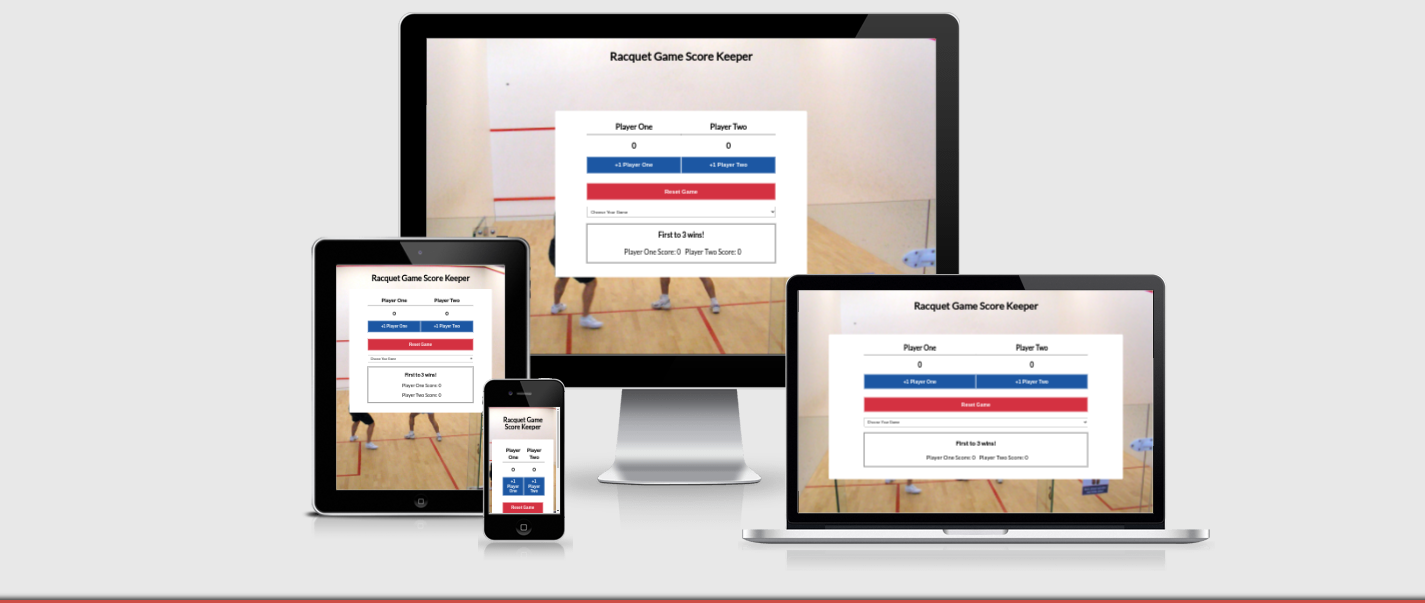 Racquet Game Score Keeper
Player One Player Two
0 0
+1 Player One +1 Player Two
Reset Game
Choose Your Game
First to 3 wins!
Player One Score: 0 Player Two Score: 0
Racquet Game Score Keeper
Player One Player Two
0 0
+1 Player One +1 Player Two
Reset Game
Choose Your Game
First to 3 wins!
Player One Score: 0
Player Two Score: 0
Racquet Game
Score Keeper
Player Player
One Two
0 0
+1 +1
Player Player
One Two
Reset Game
Racquet Game Score Keeper
Player One Player Two
0 0
+1 Player One +1 Player Two
Reset Game
Choose Your Game
First to 3 wins!
Player One Score: 0 Player Two Score: 0